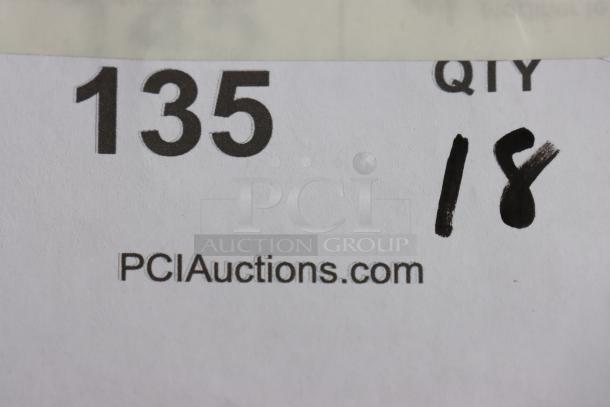 135 QTY
18
PCI
AUCTION GROUP
PCIAuctions.com